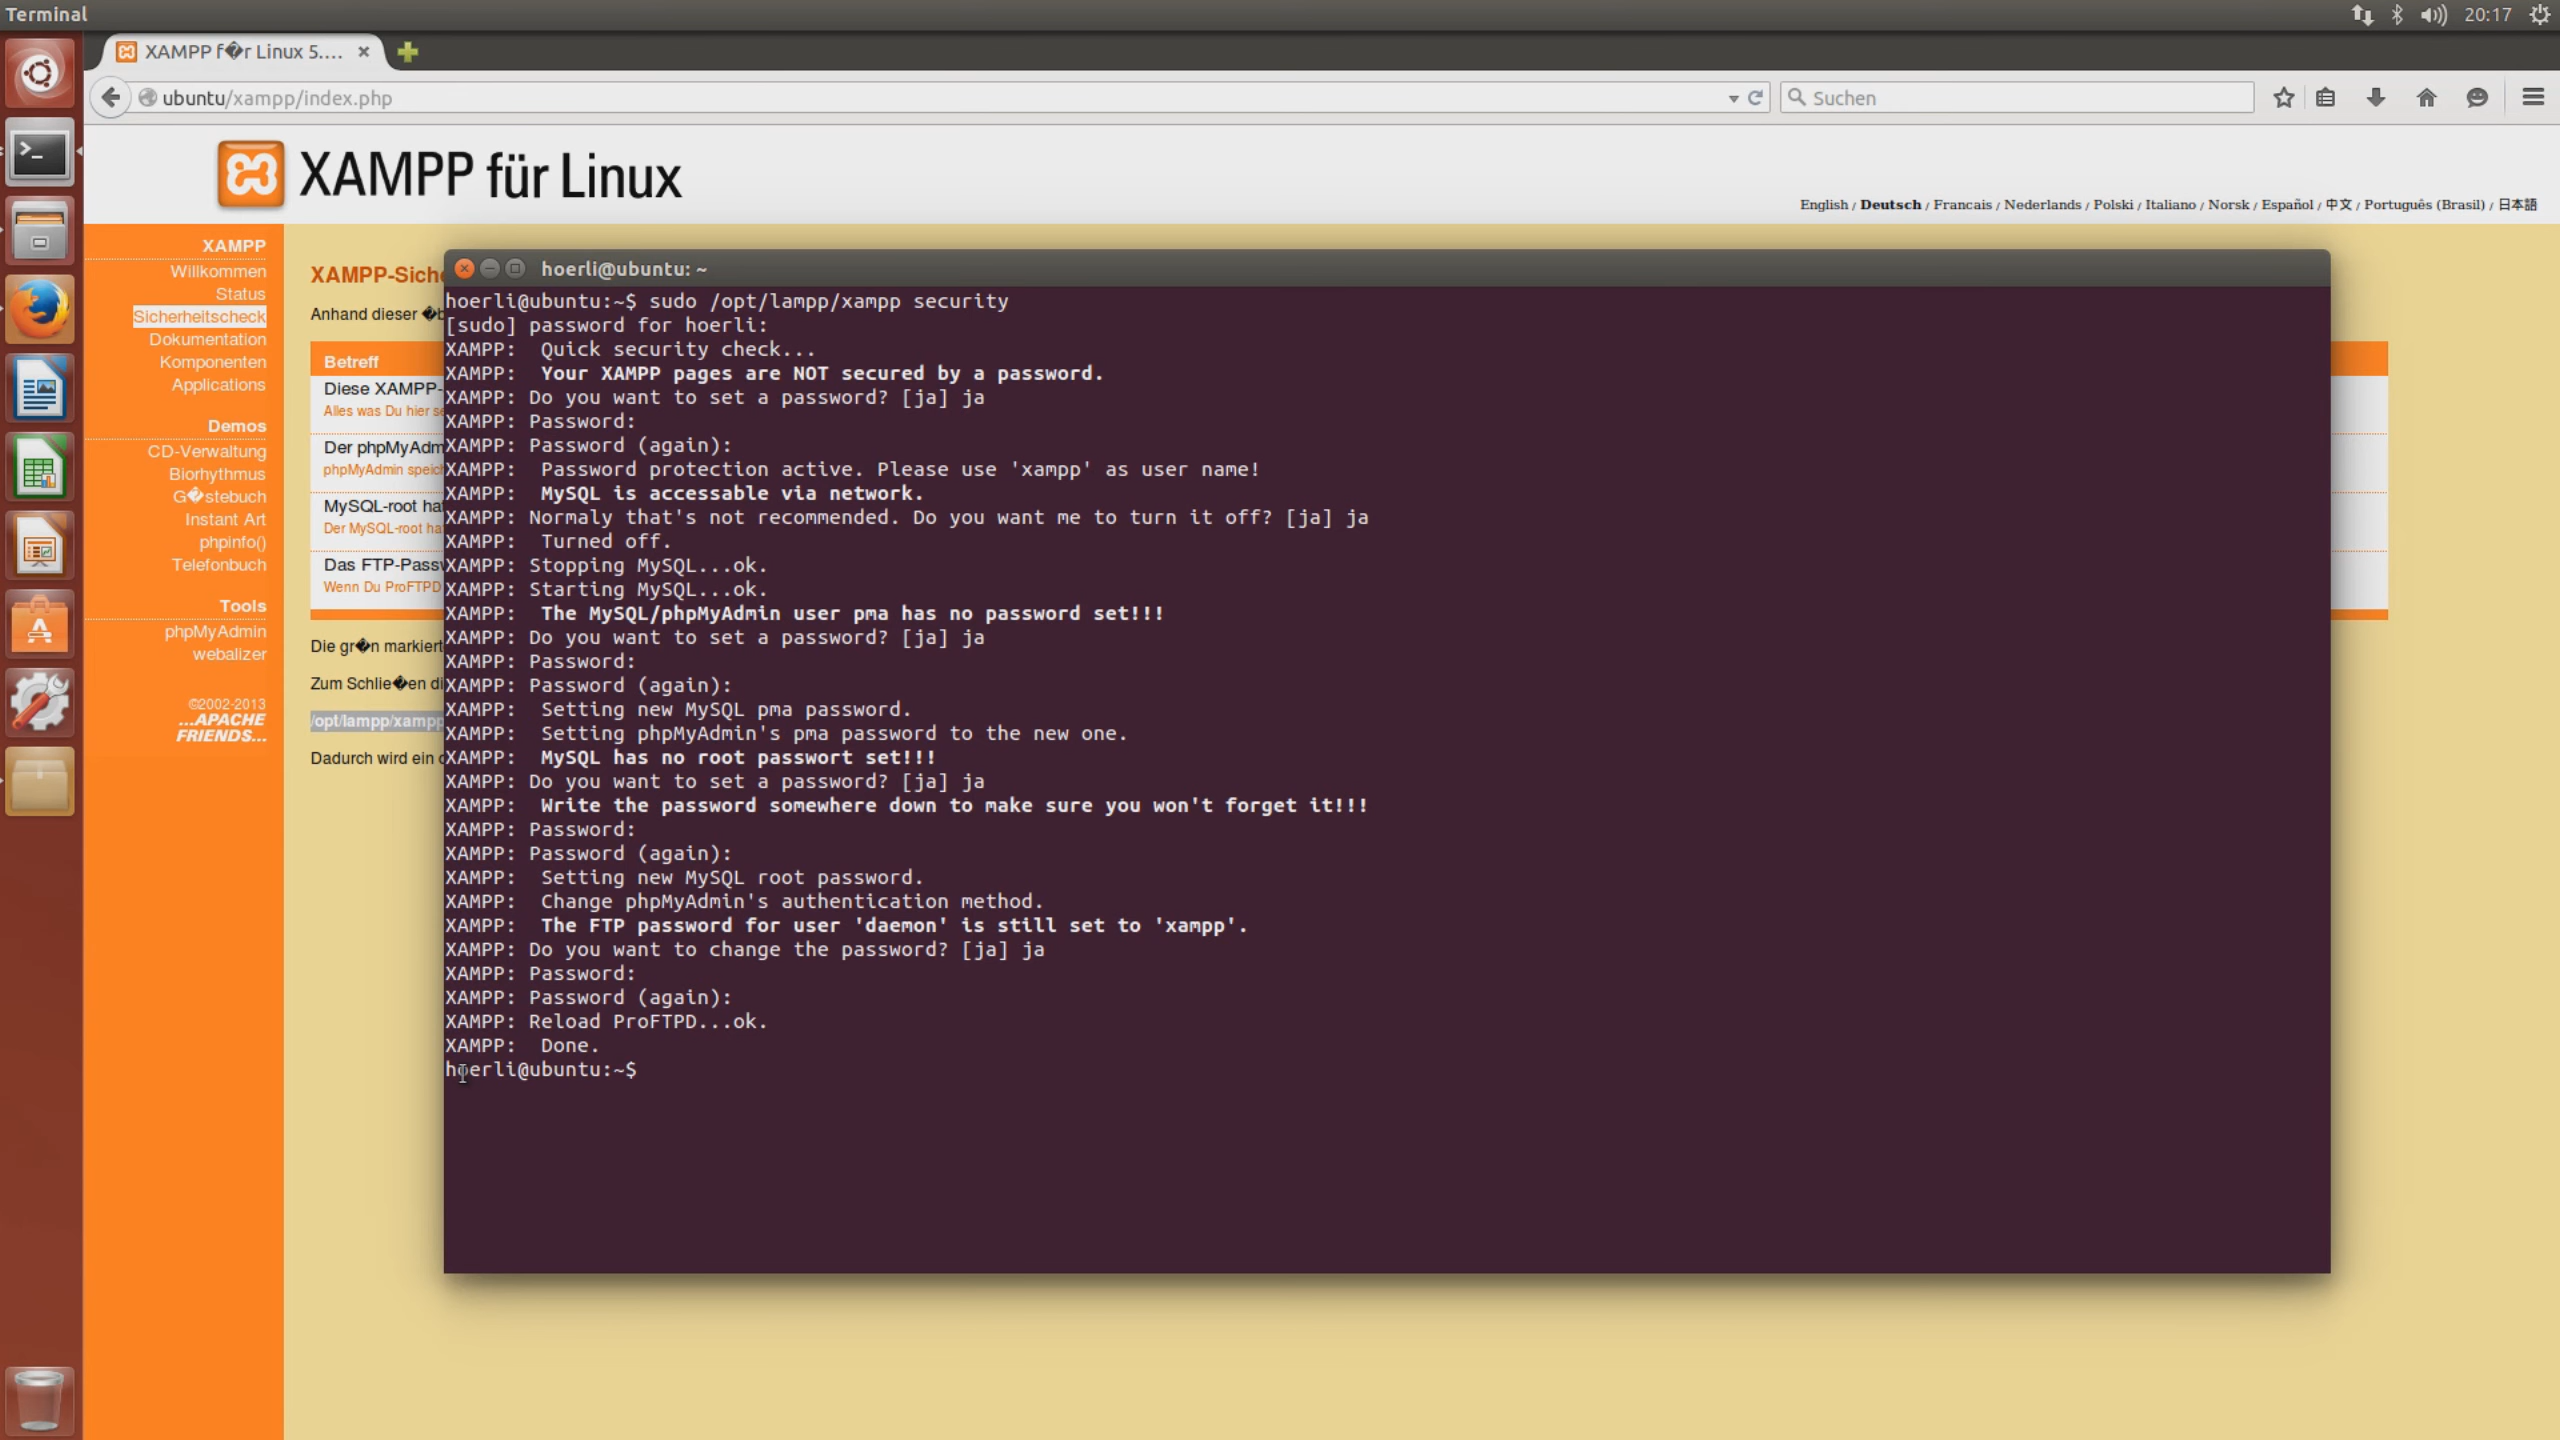 Terminal
20:17
XAMPP f�r Linux 5....
ubuntu/xampp/index.php
Suchen
XAMPP für Linux
English / Deutsch / Francais / Nederlands / Polski / Italiano / Norsk / Español / 中文 / Português (Brasil) / 日本語
XAMPP
Willkommen
Status
Sicherheitscheck
Dokumentation
Komponenten
Applications
Demos
CD-Verwaltung
Biorhythmus
G�stebuch
Instant Art
phpinfo()
Telefonbuch
Tools
phpMyAdmin
webalizer
©2002-2013
...APACHE
FRIENDS...
XAMPP-Siche
Anhand dieser �b
Betreff
Diese XAMPP-
Alles was Du hier se
Der phpMyAdm
phpMyAdmin speich
MySQL-root ha
Der MySQL-root ha
Das FTP-Passw
Wenn Du ProFTPD
Die gr�n markiert
Zum Schlie�en di
/opt/lampp/xampp
Dadurch wird ein
hoerli@ubuntu: ~
hoerli@ubuntu:~$ sudo /opt/lampp/xampp security
[sudo] password for hoerli:
XAMPP:  Quick security check...
XAMPP:  Your XAMPP pages are NOT secured by a password.
XAMPP: Do you want to set a password? [ja] ja
XAMPP: Password:
XAMPP: Password (again):
XAMPP:  Password protection active. Please use 'xampp' as user name!
XAMPP:  MySQL is accessable via network.
XAMPP: Normaly that's not recommended. Do you want me to turn it off? [ja] ja
XAMPP:  Turned off.
XAMPP: Stopping MySQL...ok.
XAMPP: Starting MySQL...ok.
XAMPP:  The MySQL/phpMyAdmin user pma has no password set!!!
XAMPP: Do you want to set a password? [ja] ja
XAMPP: Password:
XAMPP: Password (again):
XAMPP:  Setting new MySQL pma password.
XAMPP:  Setting phpMyAdmin's pma password to the new one.
XAMPP:  MySQL has no root passwort set!!!
XAMPP: Do you want to set a password? [ja] ja
XAMPP:  Write the password somewhere down to make sure you won't forget it!!!
XAMPP: Password:
XAMPP: Password (again):
XAMPP:  Setting new MySQL root password.
XAMPP:  Change phpMyAdmin's authentication method.
XAMPP:  The FTP password for user 'daemon' is still set to 'xampp'.
XAMPP: Do you want to change the password? [ja] ja
XAMPP: Password:
XAMPP: Password (again):
XAMPP: Reload ProFTPD...ok.
XAMPP:  Done.
hoerli@ubuntu:~$